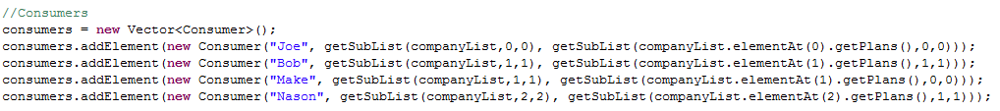 //Consumers
consumers = new Vector<Consumer>();
consumers.addElement(new Consumer("Joe", getSubList(companyList,0,0), getSubList(companyList.elementAt(0).getPlans(),0,0)));
consumers.addElement(new Consumer("Bob", getSubList(companyList,1,1), getSubList(companyList.elementAt(1).getPlans(),1,1)));
consumers.addElement(new Consumer("Make", getSubList(companyList,1,1), getSubList(companyList.elementAt(1).getPlans(),0,0)));
consumers.addElement(new Consumer("Nason", getSubList(companyList,2,2), getSubList(companyList.elementAt(2).getPlans(),1,1)));